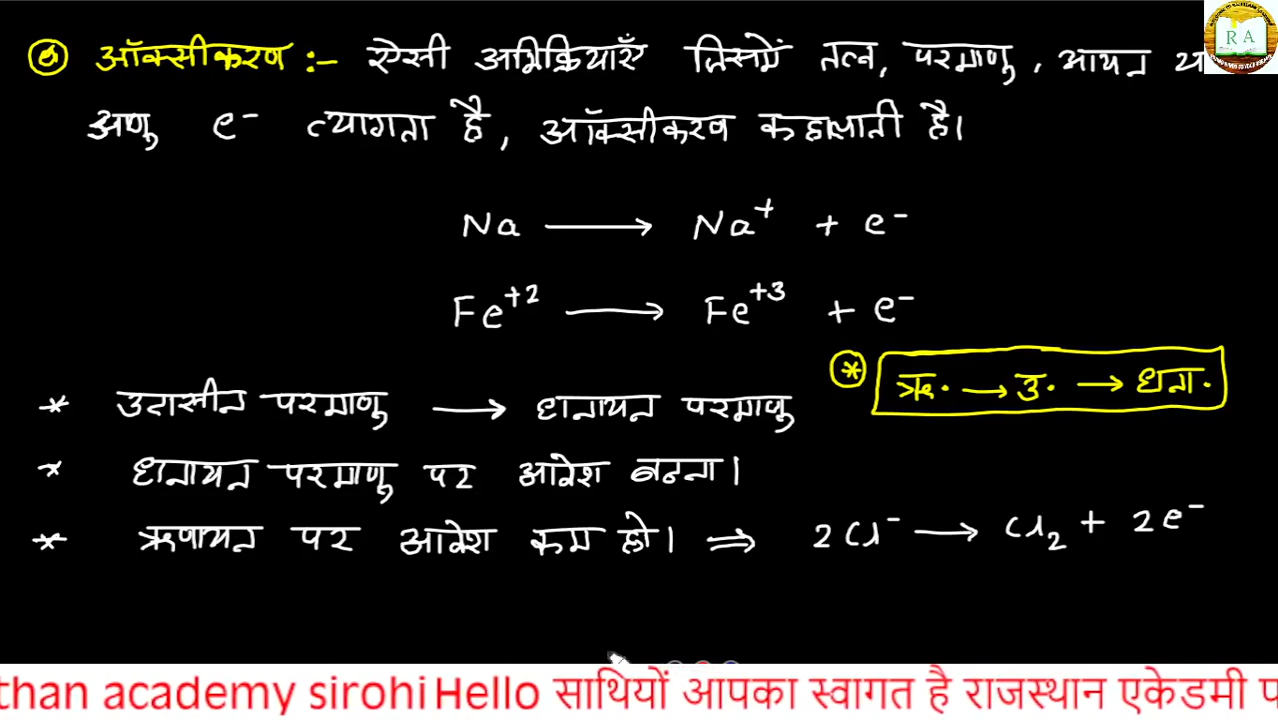 ऑक्सीकरण :- ऐसी अभिक्रियाएँ जिसमें तत्व, परमाणु, आयन या
अणु e⁻ त्यागता है, ऑक्सीकरण कहलाती है।
Na ⟶ Na⁺ + e⁻
Fe⁺² ⟶ Fe⁺³ + e⁻
* ऋ. → उ. → धना.
* उदासीन परमाणु ⟶ धनायन परमाणु
* धनायन परमाणु पर आवेश बढना।
* ऋणायन पर आवेश कम हो। ⇒ 2Cl⁻ ⟶ Cl₂ + 2e⁻
than academy sirohi Hello साथियों आपका स्वागत है राजस्थान एकेडमी प
RA